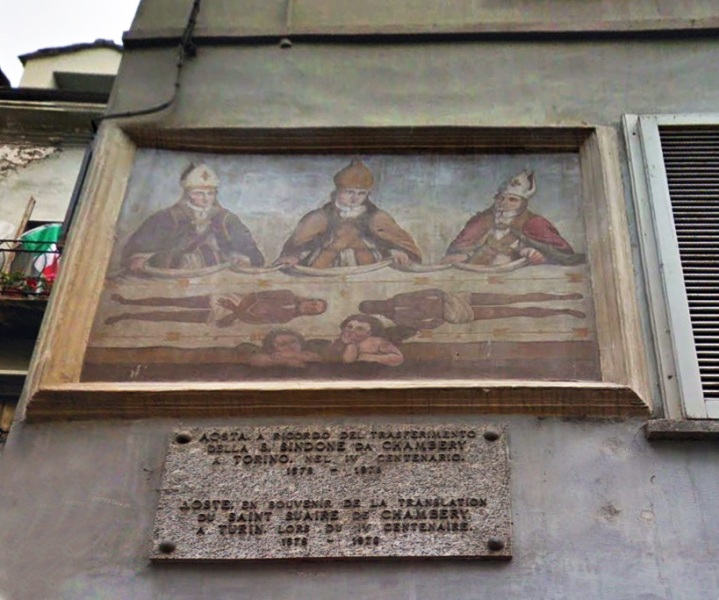 AOSTA. A RICORDO DEL TRASFERIMENTO
DELLA S. SINDONE DA CHAMBERY
A TORINO. NEL IV CENTENARIO.
1578 - 1978
AOSTE, EN SOUVENIR DE LA TRANSLATION
DU SAINT SUAIRE DE CHAMBERY
A TURIN. LORS DU IV CENTENAIRE.
1578 - 1978